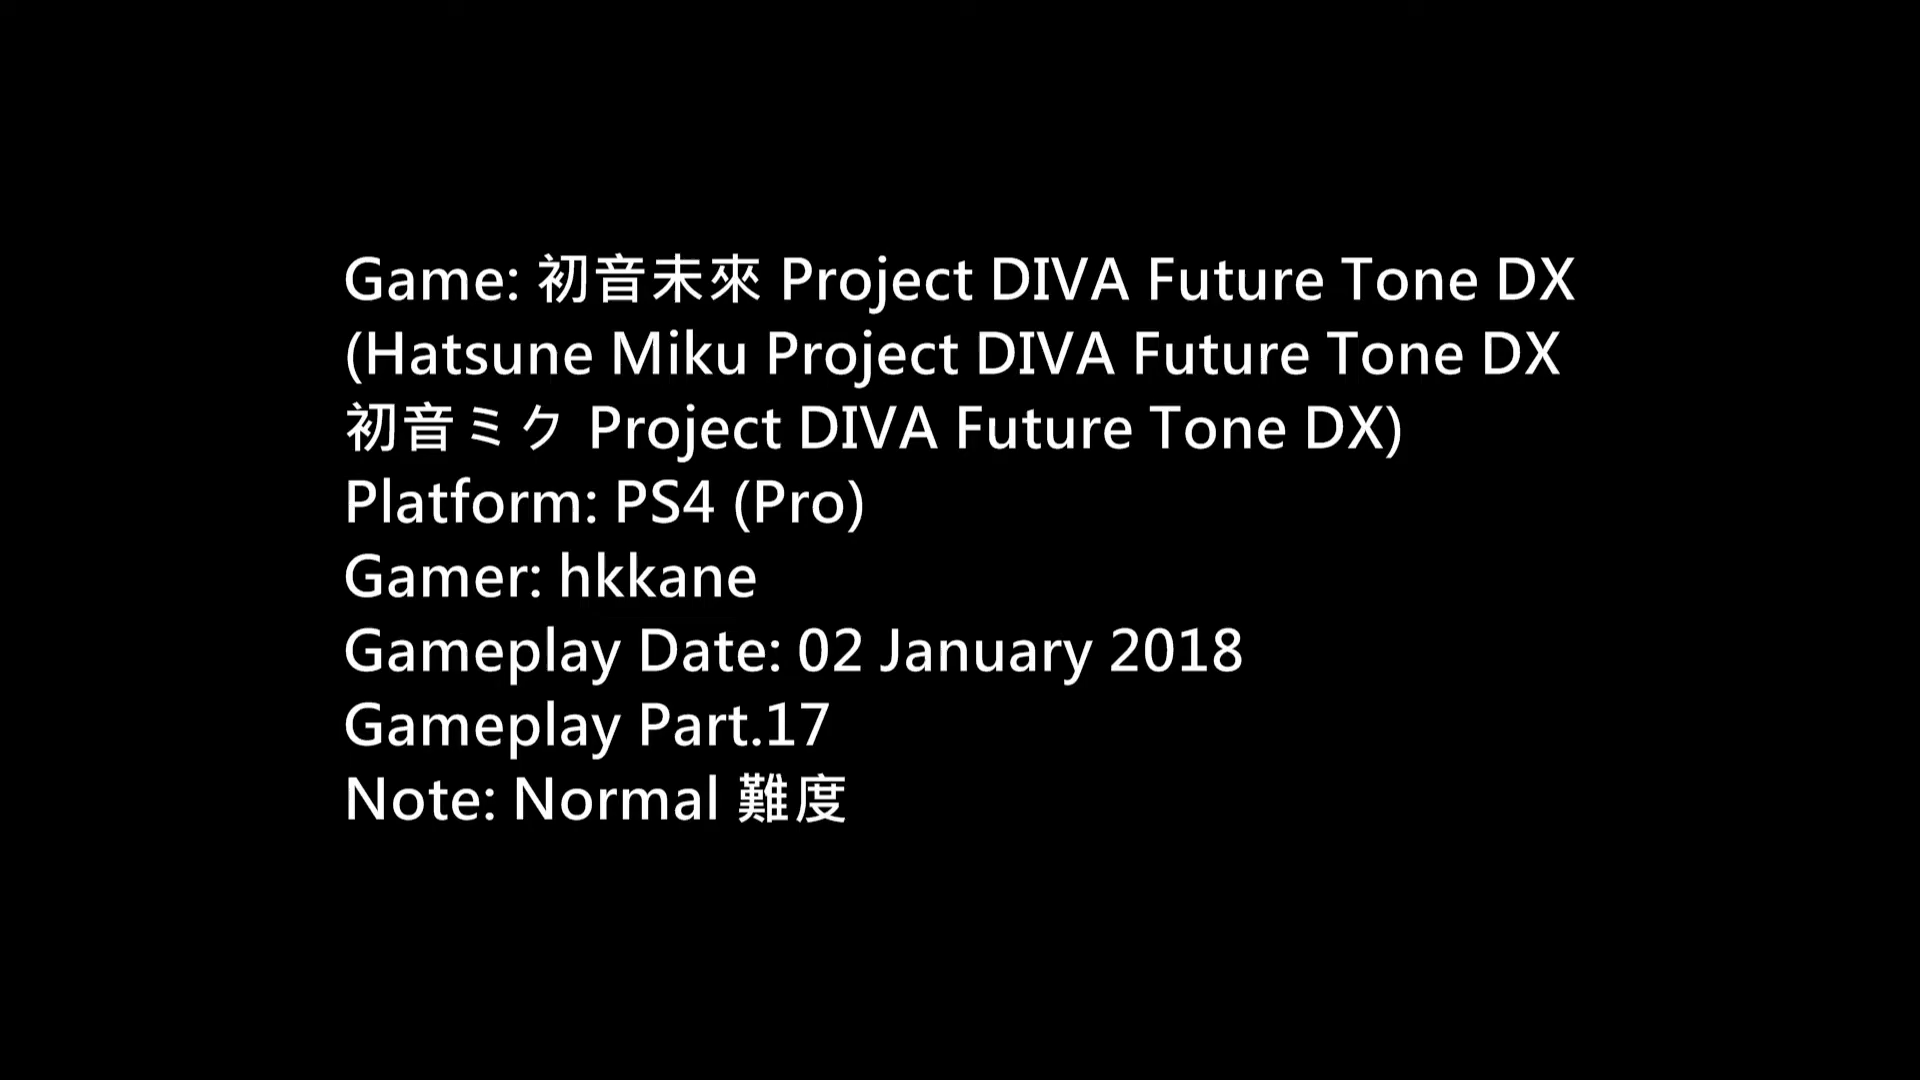 Game: 初音未來 Project DIVA Future Tone DX
(Hatsune Miku Project DIVA Future Tone DX
初音ミク Project DIVA Future Tone DX)
Platform: PS4 (Pro)
Gamer: hkkane
Gameplay Date: 02 January 2018
Gameplay Part.17
Note: Normal 難度